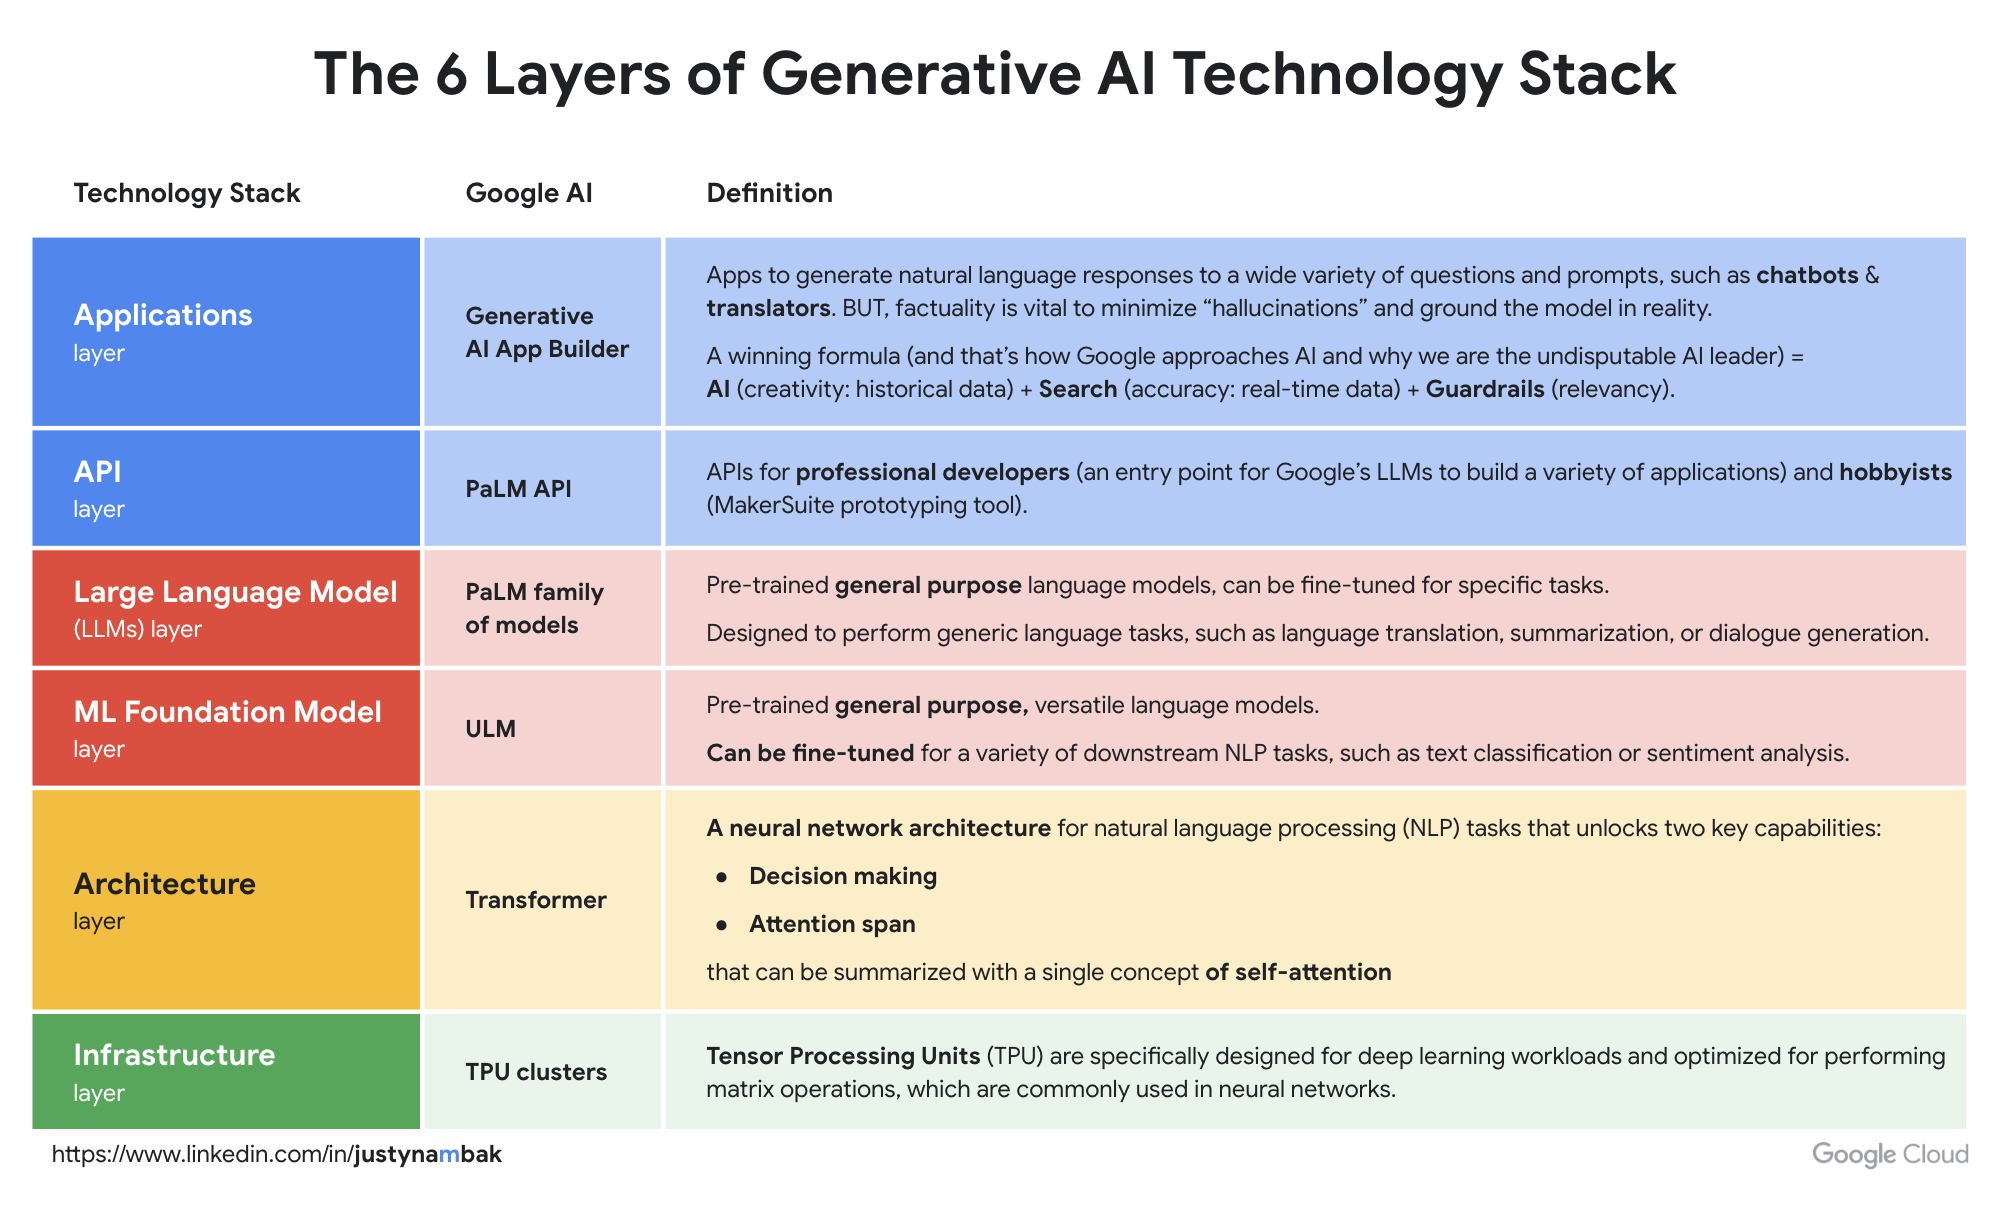 The 6 Layers of Generative AI Technology Stack
Technology Stack
Google AI
Definition
Applications
layer
Generative
AI App Builder
Apps to generate natural language responses to a wide variety of questions and prompts, such as chatbots &
translators. BUT, factuality is vital to minimize “hallucinations” and ground the model in reality.
A winning formula (and that’s how Google approaches AI and why we are the undisputable AI leader) =
AI (creativity: historical data) + Search (accuracy: real-time data) + Guardrails (relevancy).
API
layer
PaLM API
APIs for professional developers (an entry point for Google’s LLMs to build a variety of applications) and hobbyists
(MakerSuite prototyping tool).
Large Language Model
(LLMs) layer
PaLM family
of models
Pre-trained general purpose language models, can be fine-tuned for specific tasks.
Designed to perform generic language tasks, such as language translation, summarization, or dialogue generation.
ML Foundation Model
layer
ULM
Pre-trained general purpose, versatile language models.
Can be fine-tuned for a variety of downstream NLP tasks, such as text classification or sentiment analysis.
Architecture
layer
Transformer
A neural network architecture for natural language processing (NLP) tasks that unlocks two key capabilities:
● Decision making
● Attention span
that can be summarized with a single concept of self-attention
Infrastructure
layer
TPU clusters
Tensor Processing Units (TPU) are specifically designed for deep learning workloads and optimized for performing
matrix operations, which are commonly used in neural networks.
https://www.linkedin.com/in/justynambak
Google Cloud